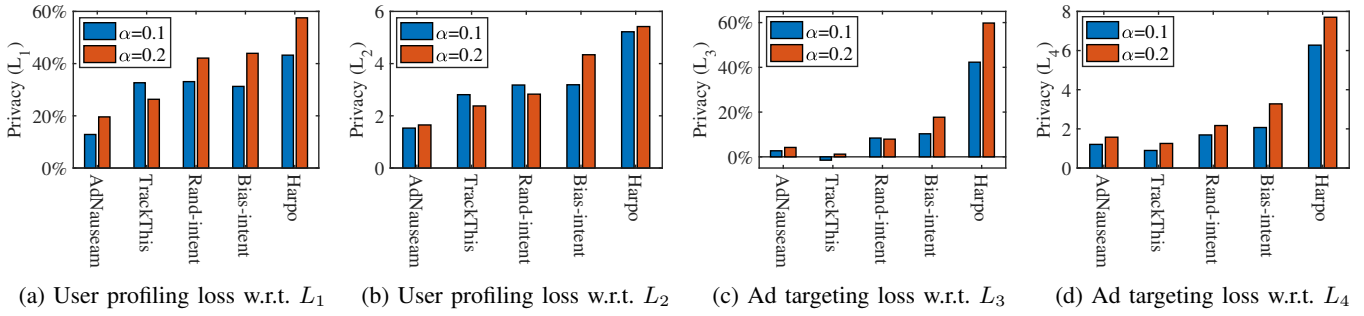 60%
40%
20%
0%
Privacy (L1)
α=0.1
α=0.2
AdNauseam
TrackThis
Rand-intent
Bias-intent
Harpo
(a) User profiling loss w.r.t. L1
6
4
2
0
Privacy (L2)
α=0.1
α=0.2
AdNauseam
TrackThis
Rand-intent
Bias-intent
Harpo
(b) User profiling loss w.r.t. L2
60%
40%
20%
0%
Privacy (L3)
α=0.1
α=0.2
AdNauseam
TrackThis
Rand-intent
Bias-intent
Harpo
(c) Ad targeting loss w.r.t. L3
8
6
4
2
0
Privacy (L4)
α=0.1
α=0.2
AdNauseam
TrackThis
Rand-intent
Bias-intent
Harpo
(d) Ad targeting loss w.r.t. L4